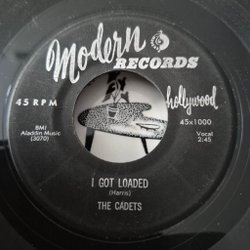 Modern
RECORDS
45 RPM
hollywood
45x1000
BMI
Aladdin Music
(3070)
Vocal
2:45
I GOT LOADED
(Harris)
THE CADETS